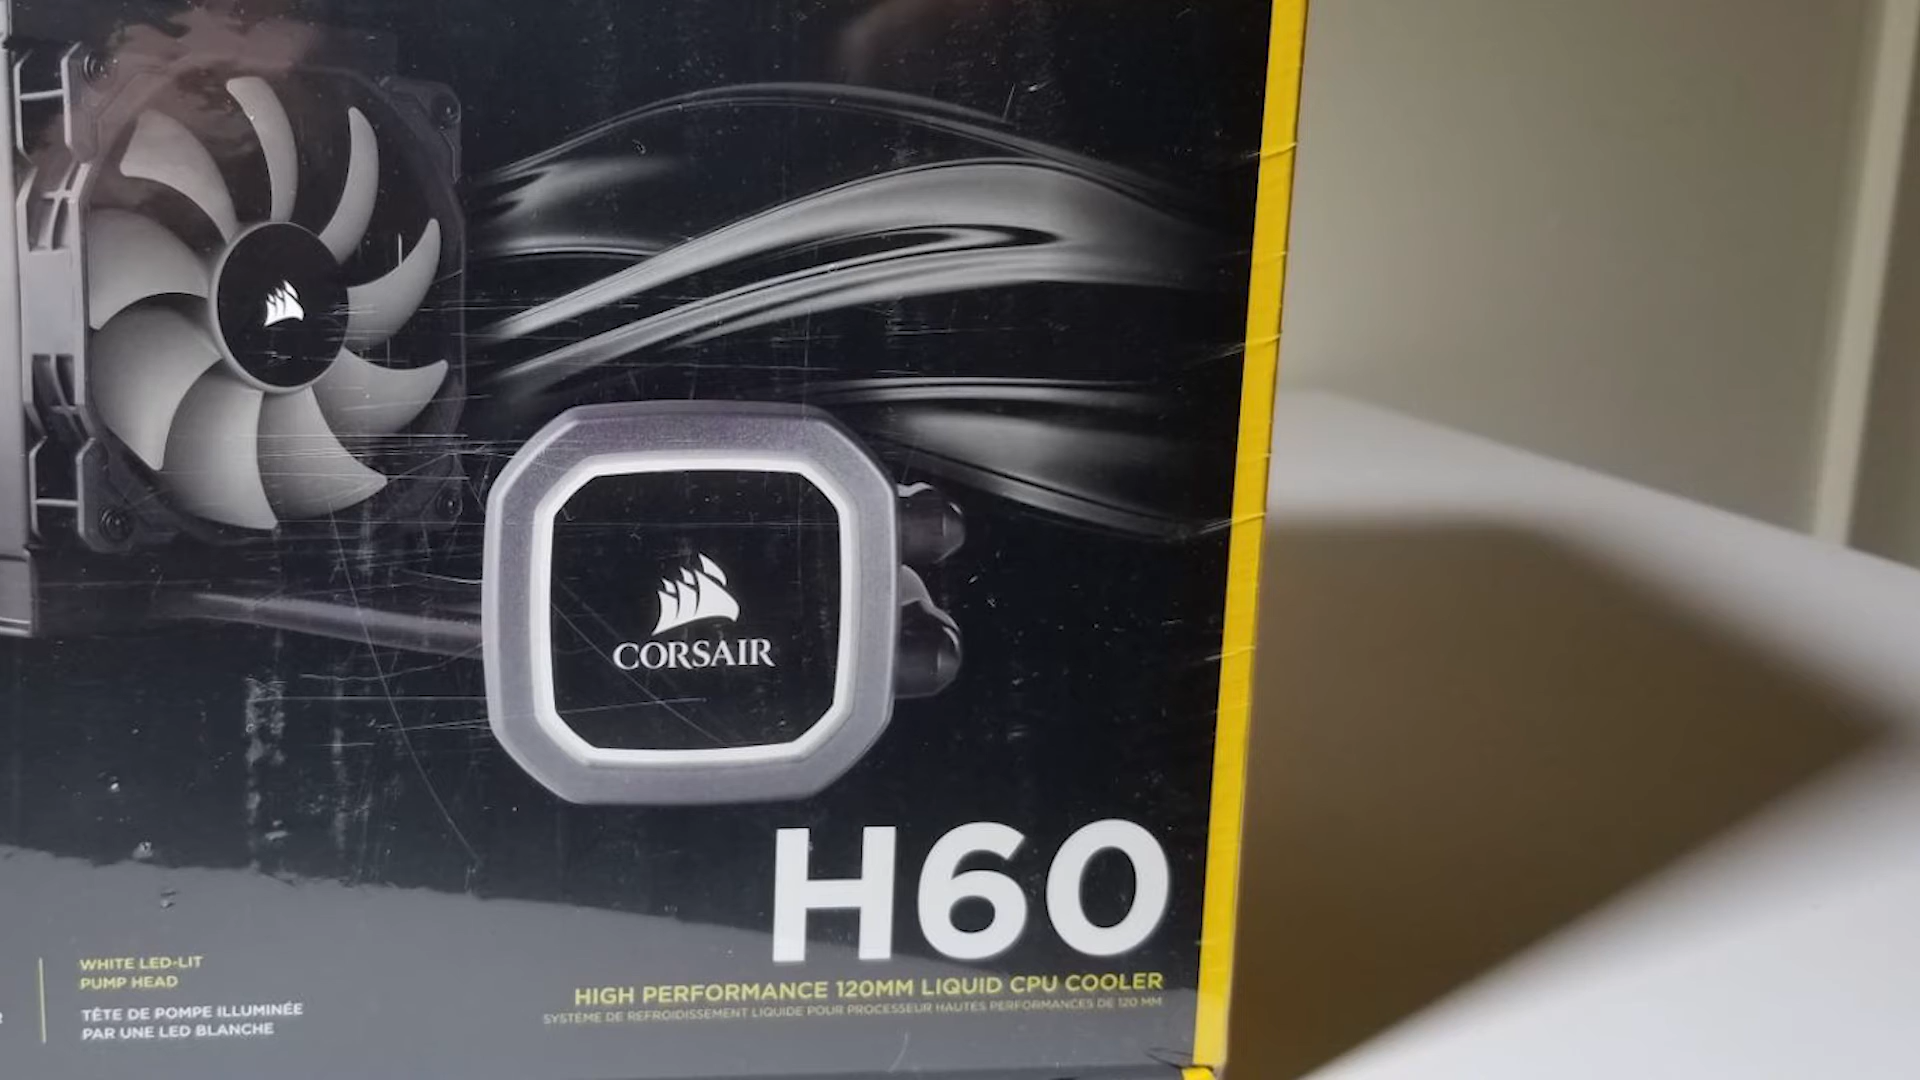 CORSAIR
H60
HIGH PERFORMANCE 120MM LIQUID CPU COOLER
SYSTÈME DE REFROIDISSEMENT LIQUIDE POUR PROCESSEUR HAUTES PERFORMANCES DE 120 MM
WHITE LED-LIT
PUMP HEAD
TÊTE DE POMPE ILLUMINÉE
PAR UNE LED BLANCHE